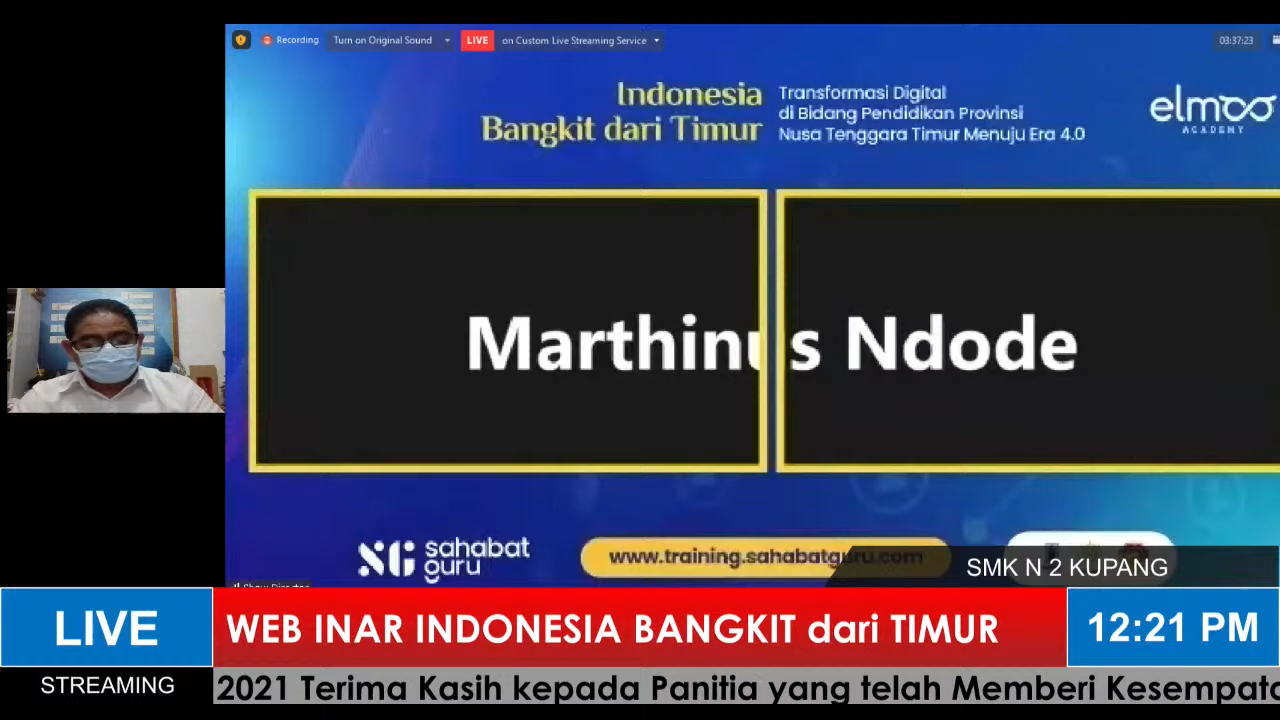 Recording
Turn on Original Sound
LIVE
on Custom Live Streaming Service
03:37:23
Indonesia
Bangkit dari Timur
Transformasi Digital
di Bidang Pendidikan Provinsi
Nusa Tenggara Timur Menuju Era 4.0
elmoo
ACADEMY
Marthinus Ndode
SG sahabat
guru
www.training.sahabatguru.com
SMK N 2 KUPANG
LIVE
WEB INAR INDONESIA BANGKIT dari TIMUR
12:21 PM
STREAMING
2021 Terima Kasih kepada Panitia yang telah Memberi Kesempata